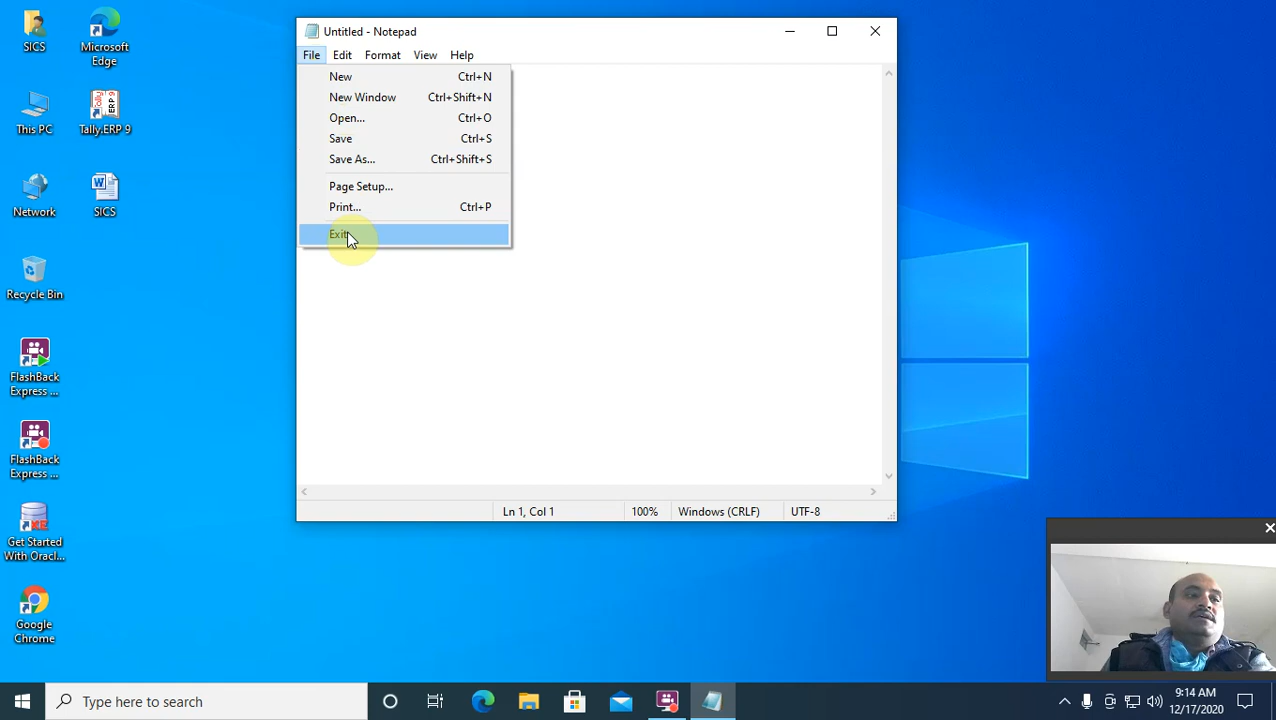 SICS
Microsoft
Edge
This PC
Tally.ERP 9
Network
SICS
Recycle Bin
FlashBack
Express ...
FlashBack
Express ...
Get Started
With Oracl...
Google
Chrome
Untitled - Notepad
File Edit Format View Help
New Ctrl+N
New Window Ctrl+Shift+N
Open... Ctrl+O
Save Ctrl+S
Save As... Ctrl+Shift+S
Page Setup...
Print... Ctrl+P
Exit
Ln 1, Col 1 100% Windows (CRLF) UTF-8
Type here to search
9:14 AM
12/17/2020